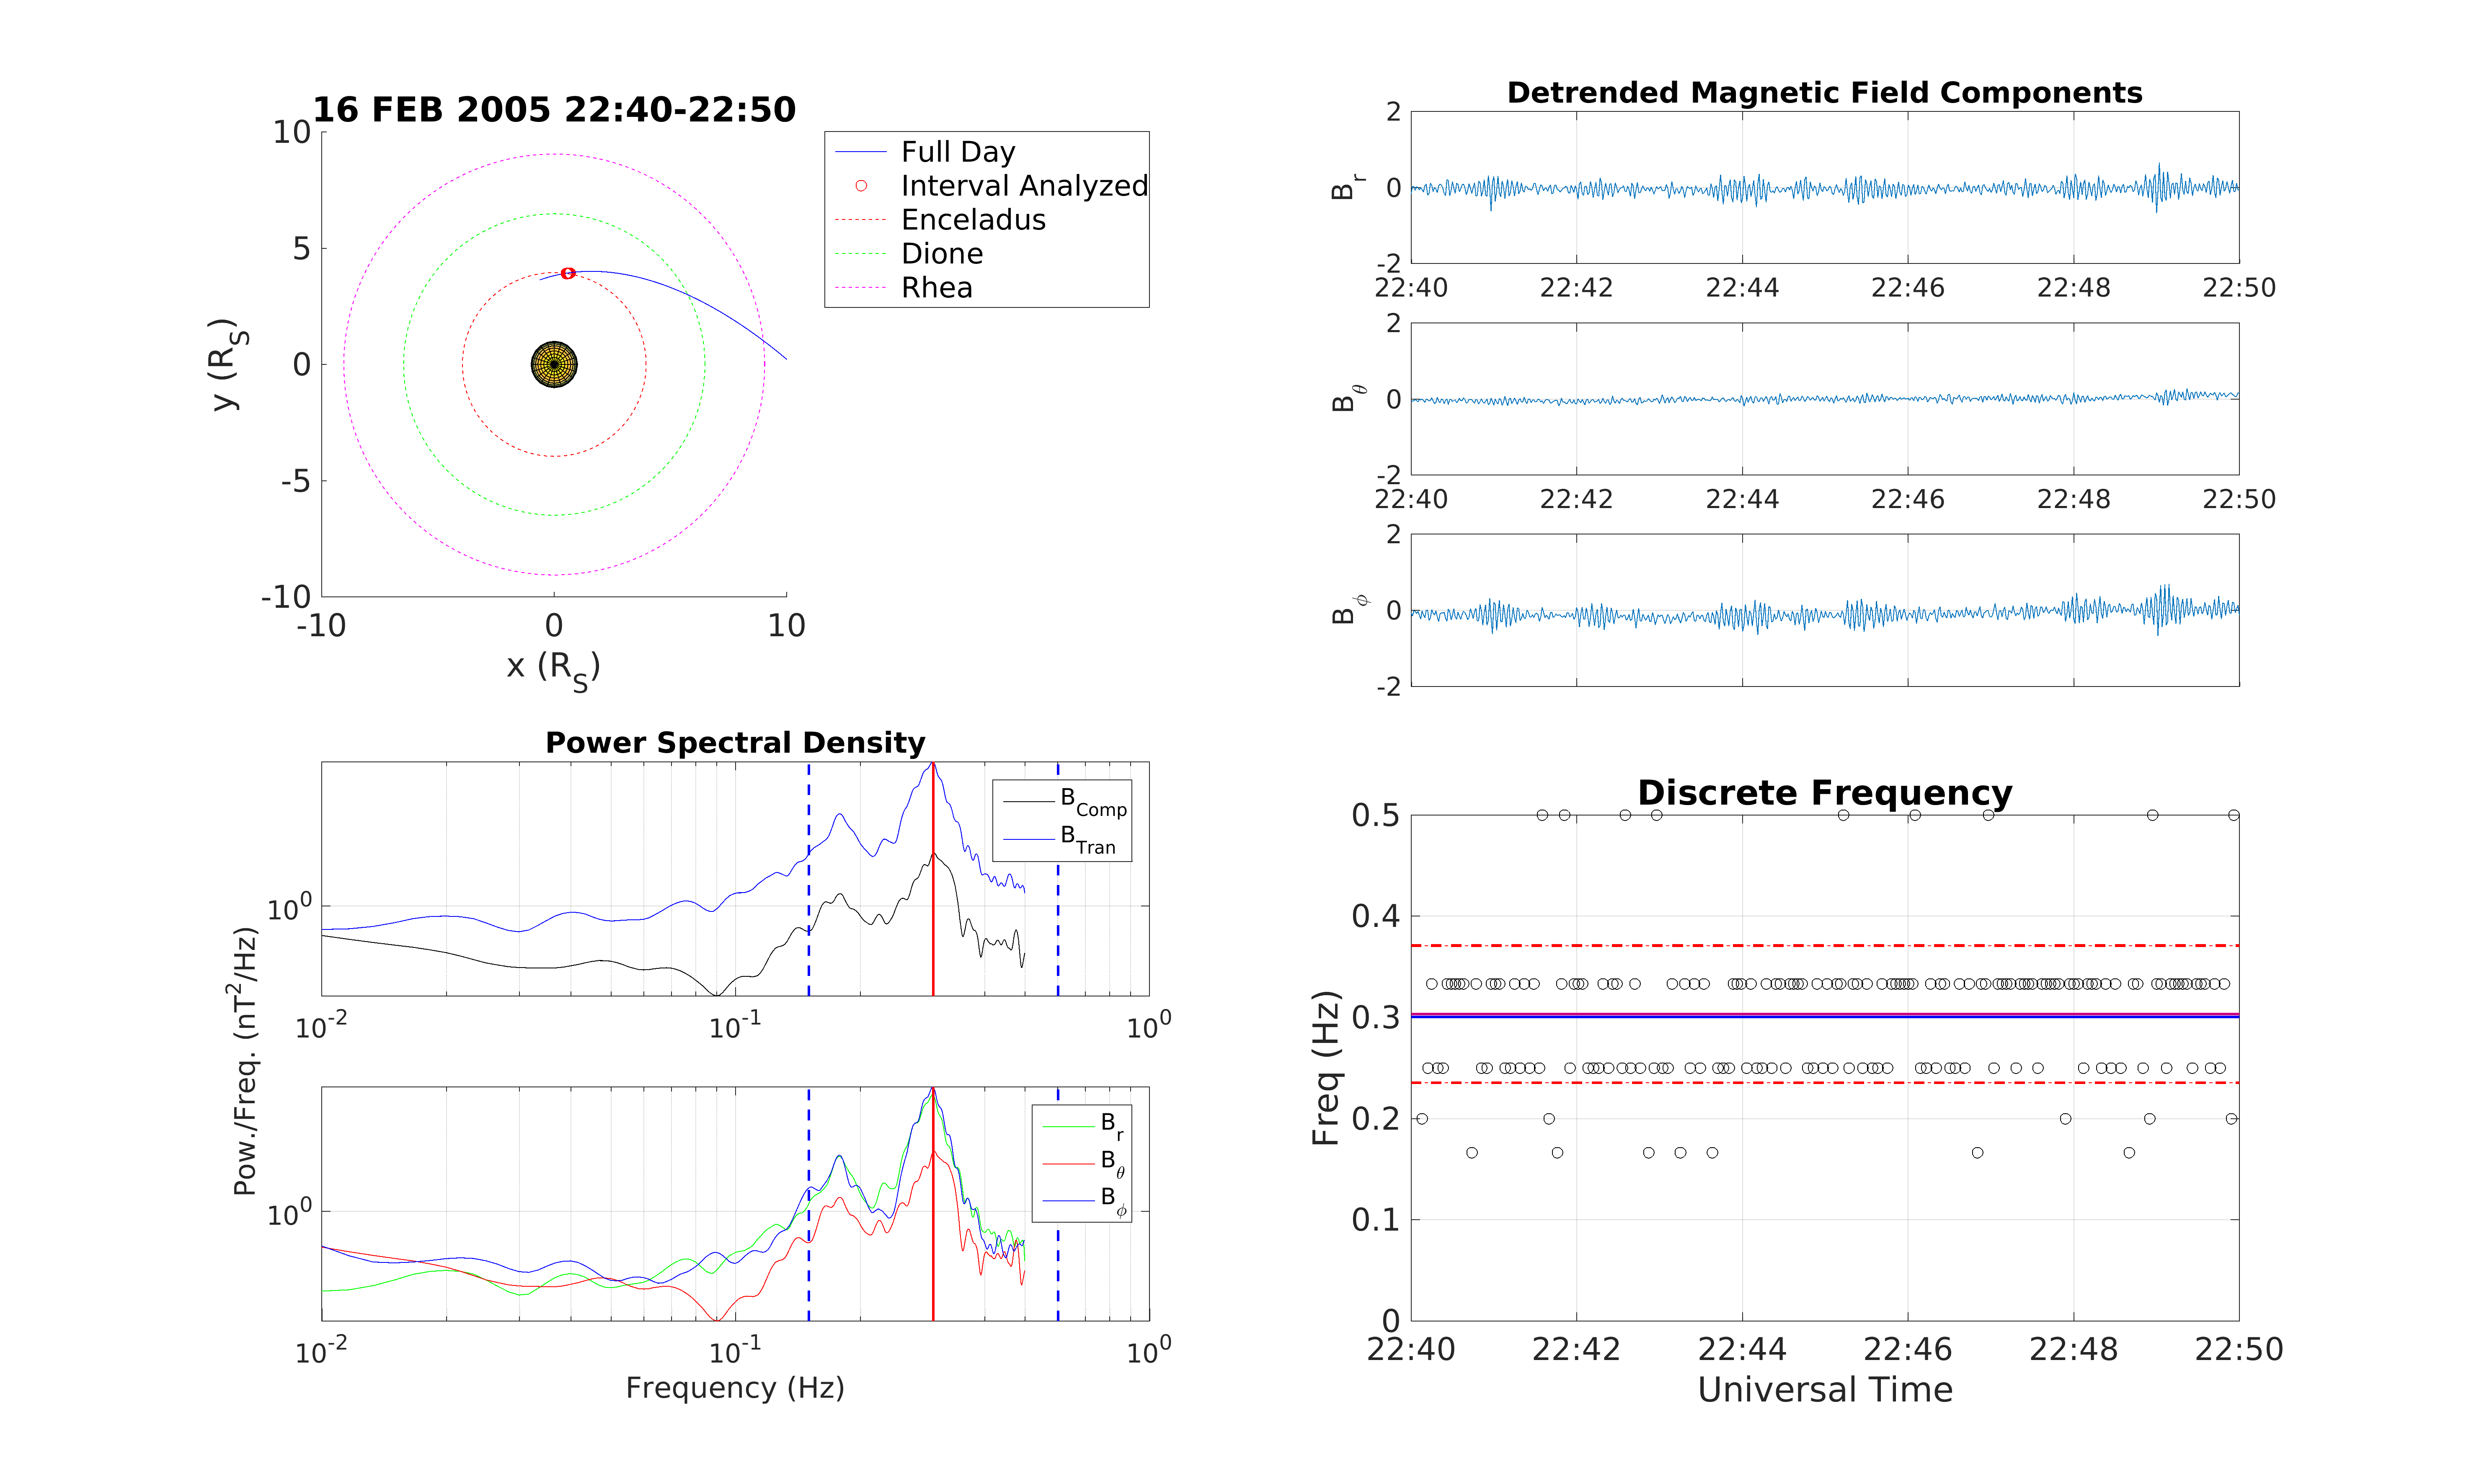 16 FEB 2005 22:40-22:50
10
5
0
-5
-10
-10 0 10
y (R_S)
x (R_S)
Full Day
Interval Analyzed
Enceladus
Dione
Rhea
Detrended Magnetic Field Components
2
0
-2
B_r
22:40 22:42 22:44 22:46 22:48 22:50
2
0
-2
B_θ
22:40 22:42 22:44 22:46 22:48 22:50
2
0
-2
B_ϕ
Power Spectral Density
10^0
B_Comp
B_Tran
10^-2 10^-1 10^0
Pow./Freq. (nT^2/Hz)
10^0
B_r
B_θ
B_ϕ
10^-2 10^-1 10^0
Frequency (Hz)
Discrete Frequency
0.5
0.4
0.3
0.2
0.1
0
Freq (Hz)
22:40 22:42 22:44 22:46 22:48 22:50
Universal Time